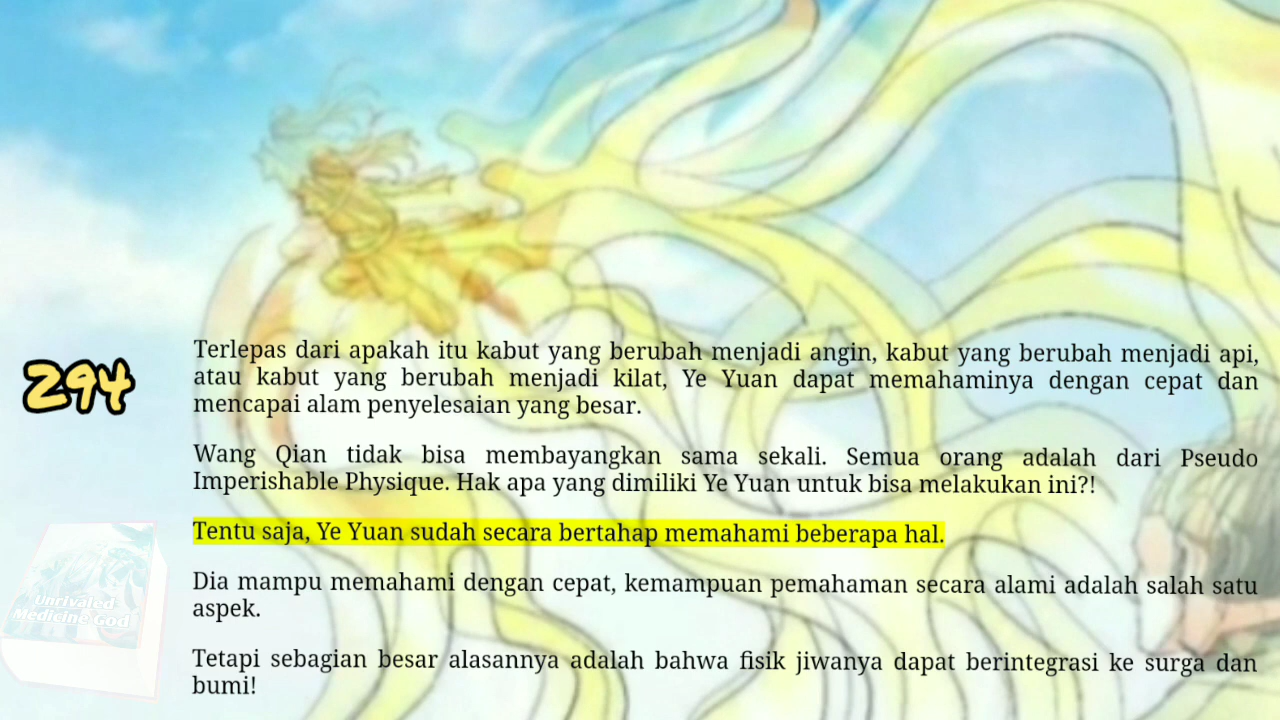 Terlepas dari apakah itu kabut yang berubah menjadi angin, kabut yang berubah menjadi api,
atau kabut yang berubah menjadi kilat, Ye Yuan dapat memahaminya dengan cepat dan
mencapai alam penyelesaian yang besar.
294
Wang Qian tidak bisa membayangkan sama sekali. Semua orang adalah dari Pseudo
Imperishable Physique. Hak apa yang dimiliki Ye Yuan untuk bisa melakukan ini?!
Tentu saja, Ye Yuan sudah secara bertahap memahami beberapa hal.
Dia mampu memahami dengan cepat, kemampuan pemahaman secara alami adalah salah satu
aspek.
Tetapi sebagian besar alasannya adalah bahwa fisik jiwanya dapat berintegrasi ke surga dan
bumi!
Unrivaled
Medicine God